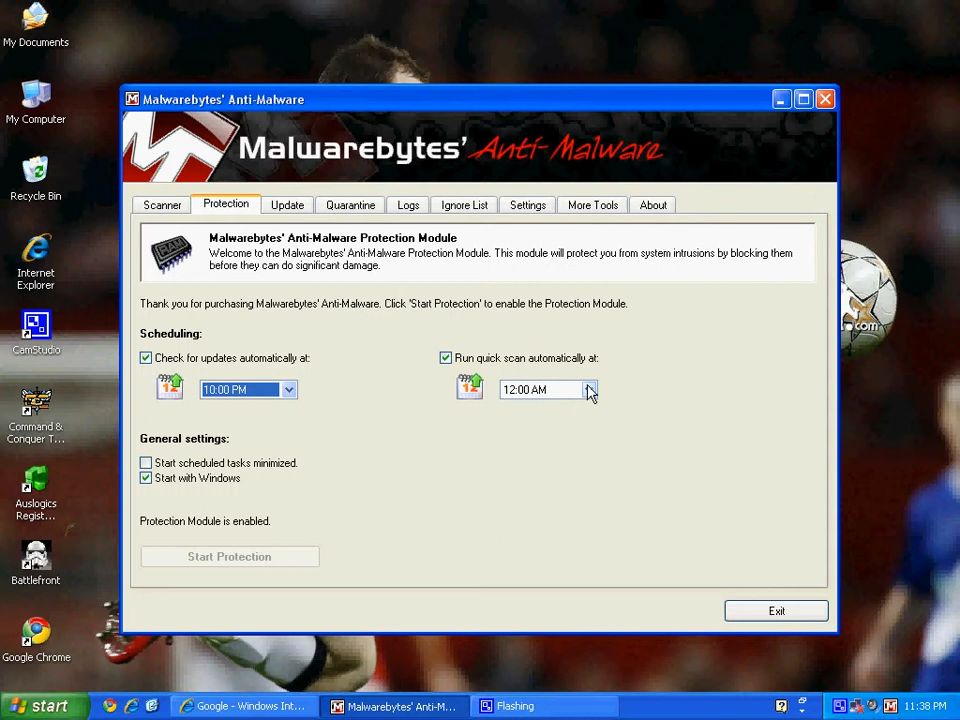 My Documents
My Computer
Recycle Bin
Internet
Explorer
CamStudio
Command &
Conquer T...
Auslogics
Regist...
Battlefront
Google Chrome
Malwarebytes' Anti-Malware
Malwarebytes' Anti-Malware
Scanner
Protection
Update
Quarantine
Logs
Ignore List
Settings
More Tools
About
RAM
Malwarebytes' Anti-Malware Protection Module
Welcome to the Malwarebytes' Anti-Malware Protection Module. This module will protect you from system intrusions by blocking them
before they can do significant damage.
Thank you for purchasing Malwarebytes' Anti-Malware. Click 'Start Protection' to enable the Protection Module.
Scheduling:
Check for updates automatically at:
12
10:00 PM
Run quick scan automatically at:
12
12:00 AM
General settings:
Start scheduled tasks minimized.
Start with Windows
Protection Module is enabled.
Start Protection
Exit
.com
start
Google - Windows Int...
Malwarebytes' Anti-M...
Flashing
11:38 PM